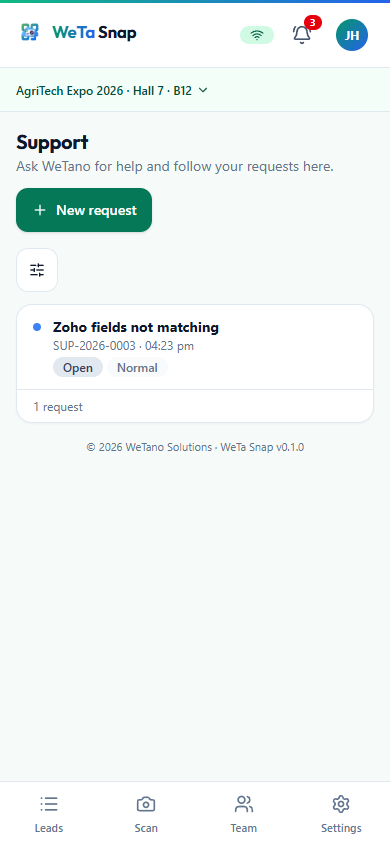 WeTa Snap
3
JH
AgriTech Expo 2026 · Hall 7 · B12
Support
Ask WeTano for help and follow your requests here.
+ New request
Zoho fields not matching
SUP-2026-0003 · 04:23 pm
Open Normal
1 request
© 2026 WeTano Solutions · WeTa Snap v0.1.0
Leads Scan Team Settings